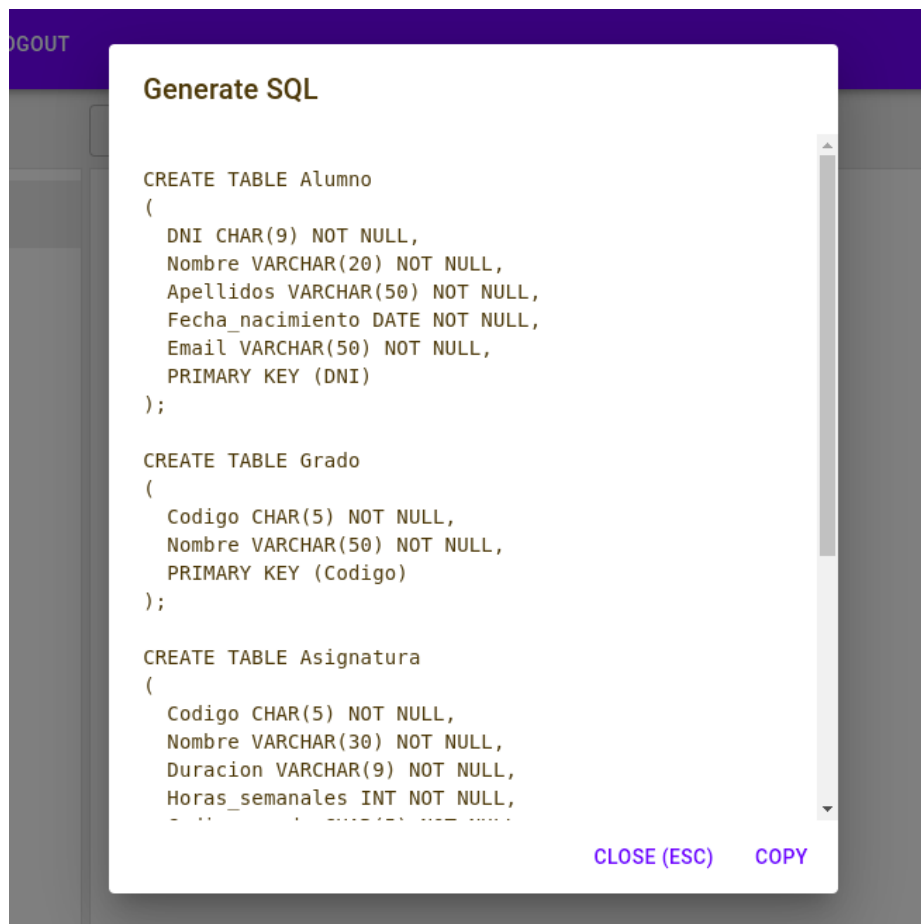 OGOUT
Generate SQL
CREATE TABLE Alumno
(
  DNI CHAR(9) NOT NULL,
  Nombre VARCHAR(20) NOT NULL,
  Apellidos VARCHAR(50) NOT NULL,
  Fecha_nacimiento DATE NOT NULL,
  Email VARCHAR(50) NOT NULL,
  PRIMARY KEY (DNI)
);
CREATE TABLE Grado
(
  Codigo CHAR(5) NOT NULL,
  Nombre VARCHAR(50) NOT NULL,
  PRIMARY KEY (Codigo)
);
CREATE TABLE Asignatura
(
  Codigo CHAR(5) NOT NULL,
  Nombre VARCHAR(30) NOT NULL,
  Duracion VARCHAR(9) NOT NULL,
  Horas_semanales INT NOT NULL,
CLOSE (ESC) COPY